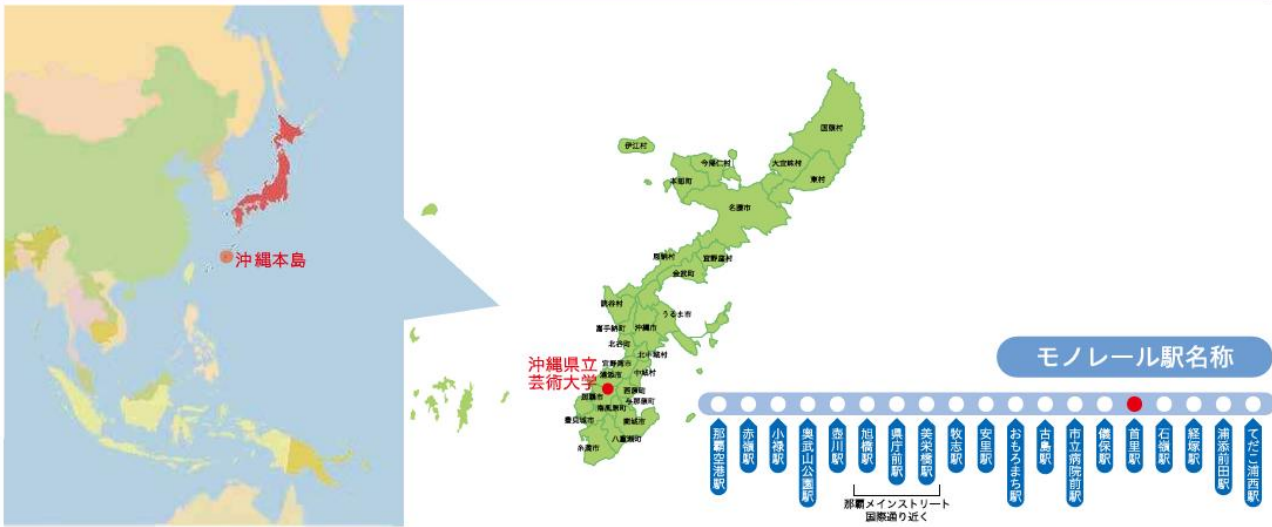 沖縄本島
国頭村
伊江村
今帰仁村
大宜味村
本部町
東村
名護市
恩納村
宜野座村
金武町
読谷村
うるま市
嘉手納町
沖縄市
北谷町
北中城村
宜野湾市
中城村
浦添市
沖縄県立
芸術大学
西原町
那覇市
与那原町
南風原町
豊見城市
南城市
八重瀬町
糸満市
モノレール駅名称
那覇空港駅
赤嶺駅
小禄駅
奥武山公園駅
壺川駅
旭橋駅
県庁前駅
美栄橋駅
牧志駅
安里駅
おもろまち駅
古島駅
市立病院前駅
儀保駅
首里駅
石嶺駅
経塚駅
浦添前田駅
てだこ浦西駅
那覇メインストリート
国際通り近く